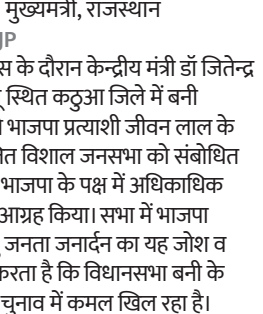 मुख्यमंत्री, राजस्थान
JP
स के दौरान केन्द्रीय मंत्री डॉ जितेन्द्र
स्थित कठुआ जिले में बनी
भाजपा प्रत्याशी जीवन लाल के
विशाल जनसभा को संबोधित
भाजपा के पक्ष में अधिकाधिक
आग्रह किया। सभा में भाजपा
जनता जनार्दन का यह जोश व
करता है कि विधानसभा बनी के
चुनाव में कमल खिल रहा है।